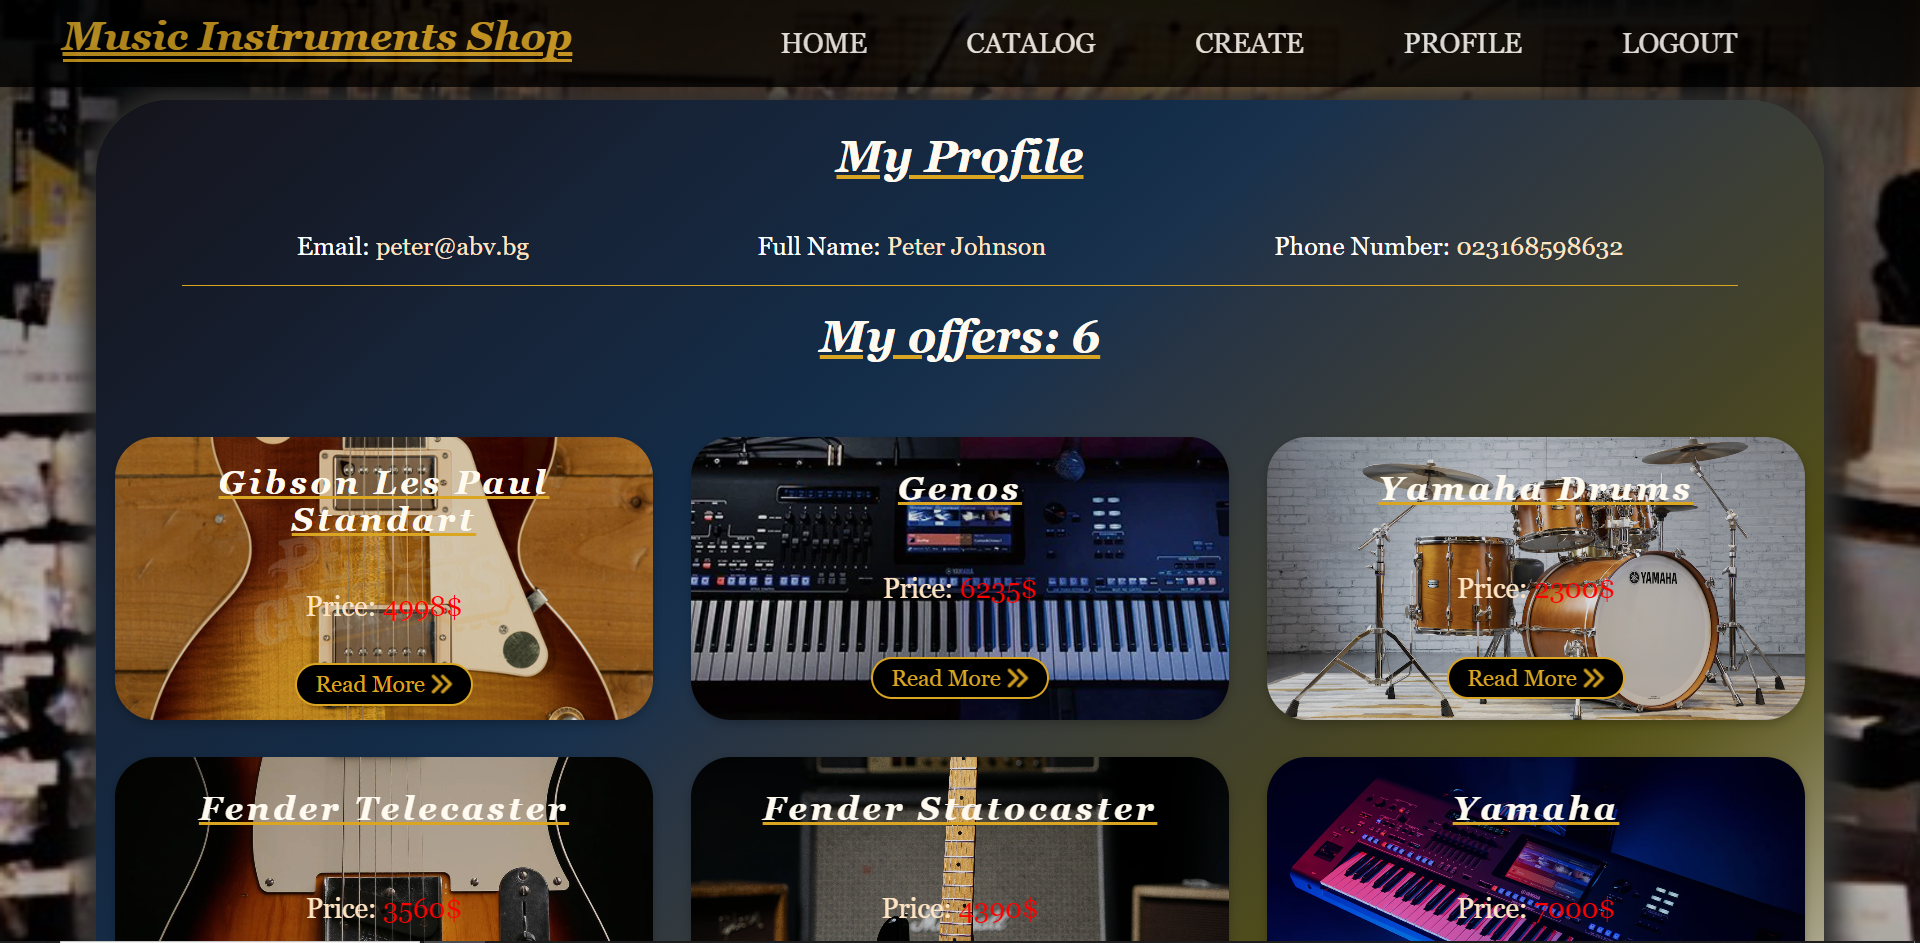 Music Instruments Shop
HOME CATALOG CREATE PROFILE LOGOUT
My Profile
Email: peter@abv.bg Full Name: Peter Johnson Phone Number: 023168598632
My offers: 6
Gibson Les Paul
Standart
Price: 4998$
Read More
Genos
YAMAHA
Price: 6235$
Read More
Yamaha Drums
YAMAHA
Price: 2300$
Read More
Fender Telecaster
Price: 3560$
Fender Statocaster
Price: 4390$
Yamaha
Price: 7000$